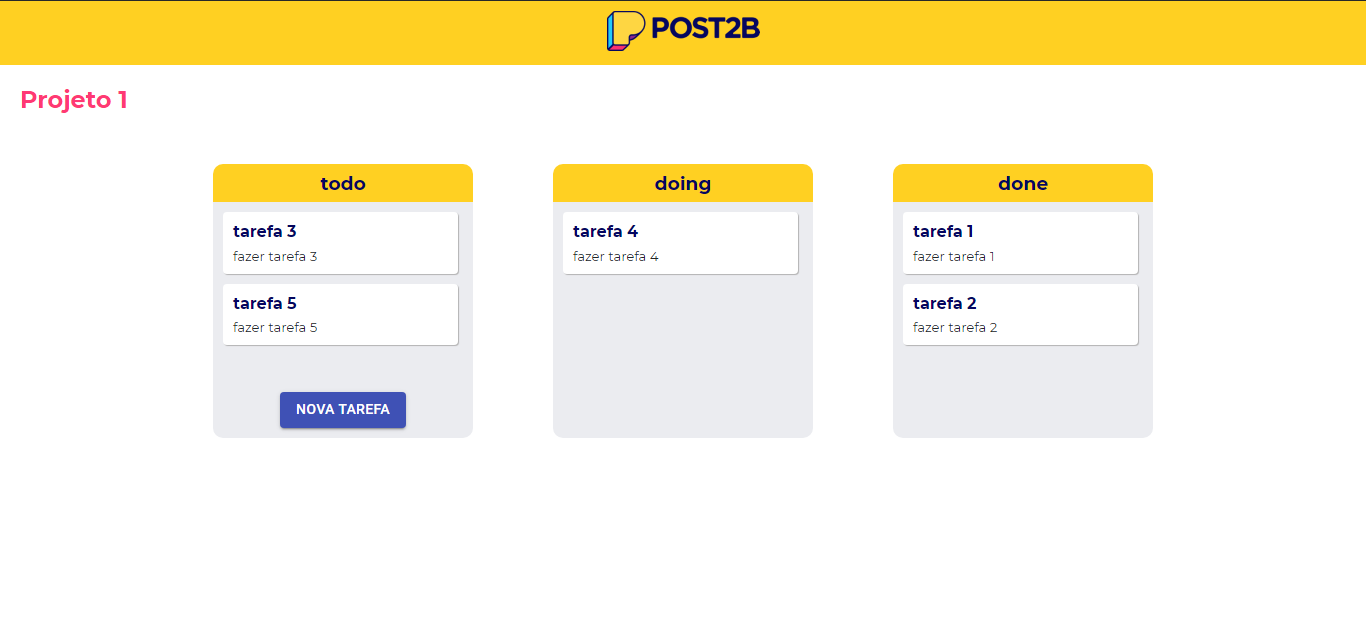 POST2B
Projeto 1
todo
tarefa 3
fazer tarefa 3
tarefa 5
fazer tarefa 5
NOVA TAREFA
doing
tarefa 4
fazer tarefa 4
done
tarefa 1
fazer tarefa 1
tarefa 2
fazer tarefa 2